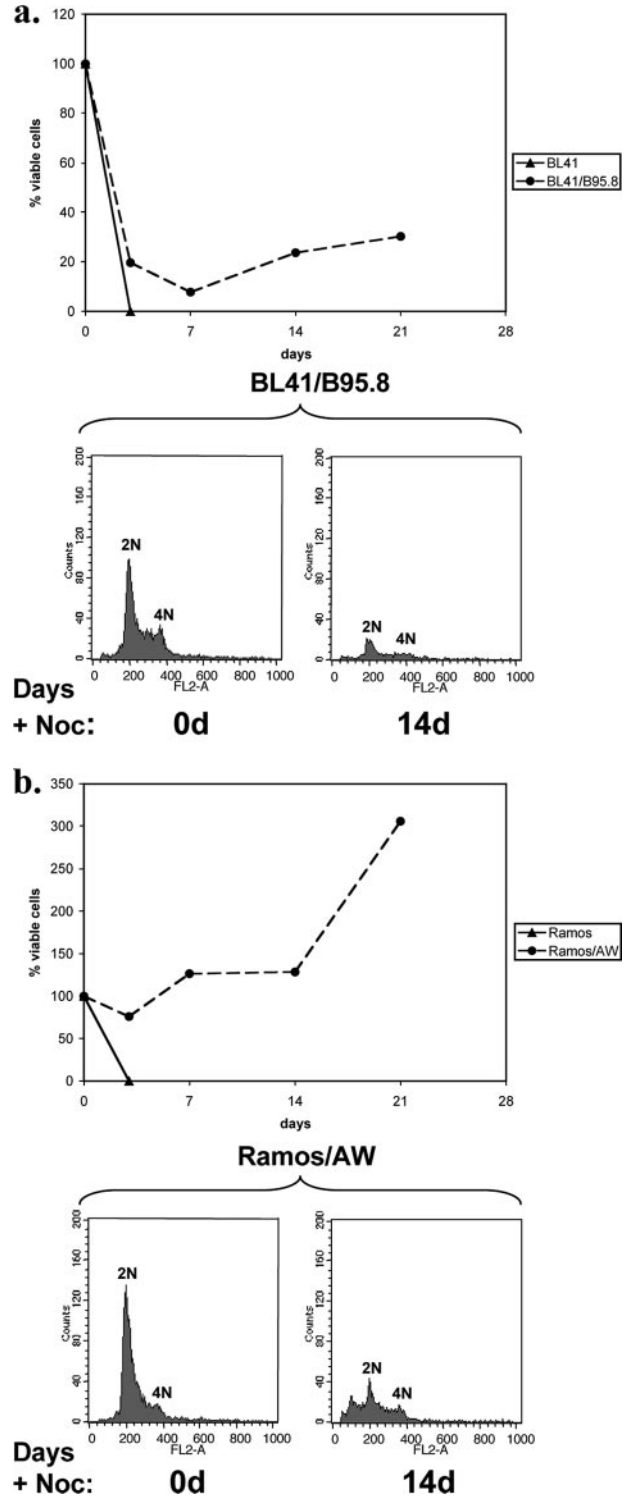 a.
120
100
80
60
40
20
0
% viable cells
0 7 14 21 28
days
BL41
BL41/B95.8
BL41/B95.8
200
160
120
80
40
0
Counts
2N
4N
0 200 400 600 800 1000
FL2-A
200
160
120
80
40
0
Counts
2N
4N
0 200 400 600 800 1000
FL2-A
Days
+ Noc: 0d 14d
b.
350
300
250
200
150
100
50
0
% viable cells
0 7 14 21 28
days
Ramos
Ramos/AW
Ramos/AW
200
160
120
80
40
0
Counts
2N
4N
0 200 400 600 800 1000
FL2-A
200
160
120
80
40
0
Counts
2N
4N
0 200 400 600 800 1000
FL2-A
Days
+ Noc: 0d 14d